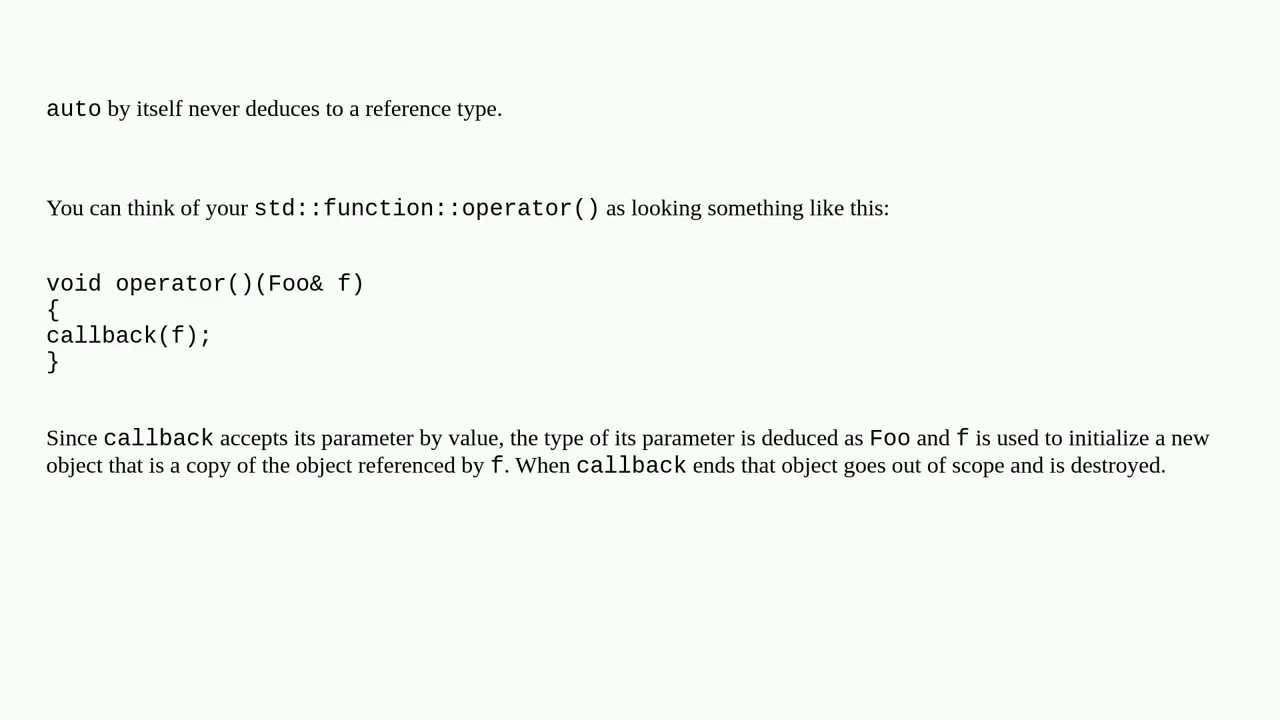 auto by itself never deduces to a reference type.
You can think of your std::function::operator() as looking something like this:
void operator()(Foo& f)
{
callback(f);
}
Since callback accepts its parameter by value, the type of its parameter is deduced as Foo and f is used to initialize a new
object that is a copy of the object referenced by f. When callback ends that object goes out of scope and is destroyed.